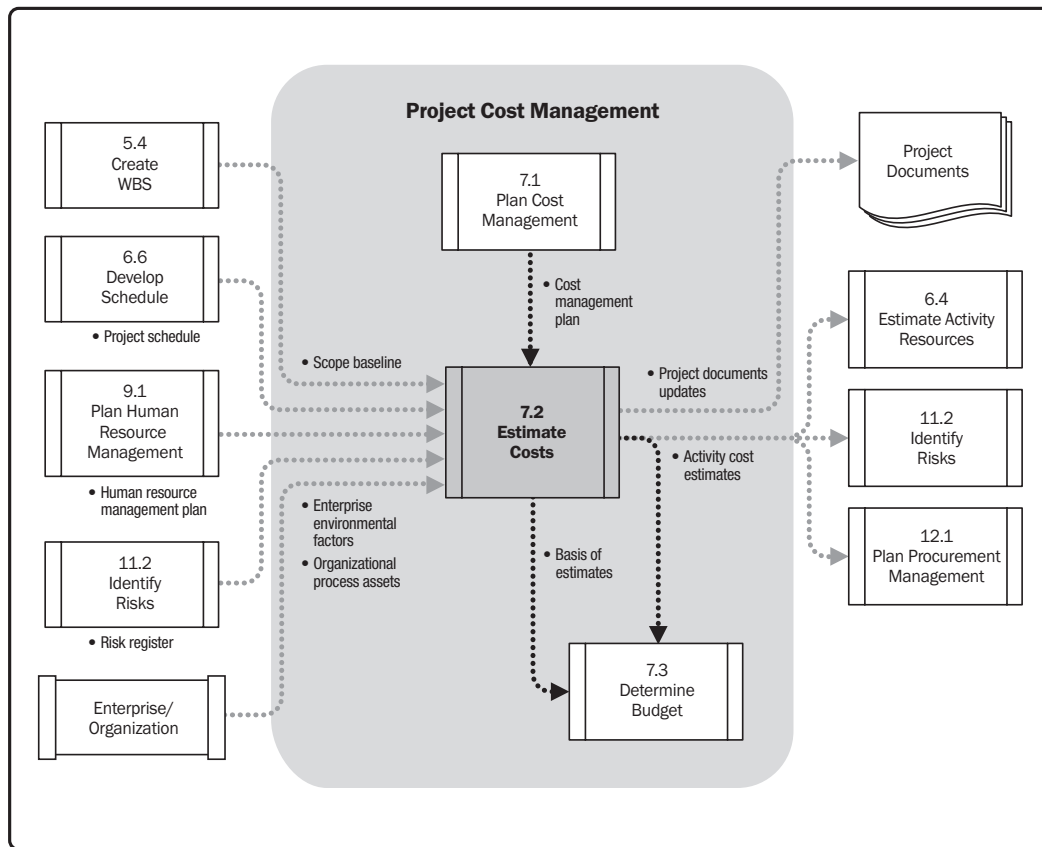 Project Cost Management
5.4
Create
WBS
6.6
Develop
Schedule
• Project schedule
9.1
Plan Human
Resource
Management
• Human resource
management plan
11.2
Identify
Risks
• Risk register
Enterprise/
Organization
7.1
Plan Cost
Management
• Cost
management
plan
• Scope baseline
7.2
Estimate
Costs
• Enterprise
environmental
factors
• Organizational
process assets
• Project documents
updates
• Activity cost
estimates
• Basis of
estimates
7.3
Determine
Budget
Project
Documents
6.4
Estimate Activity
Resources
11.2
Identify
Risks
12.1
Plan Procurement
Management